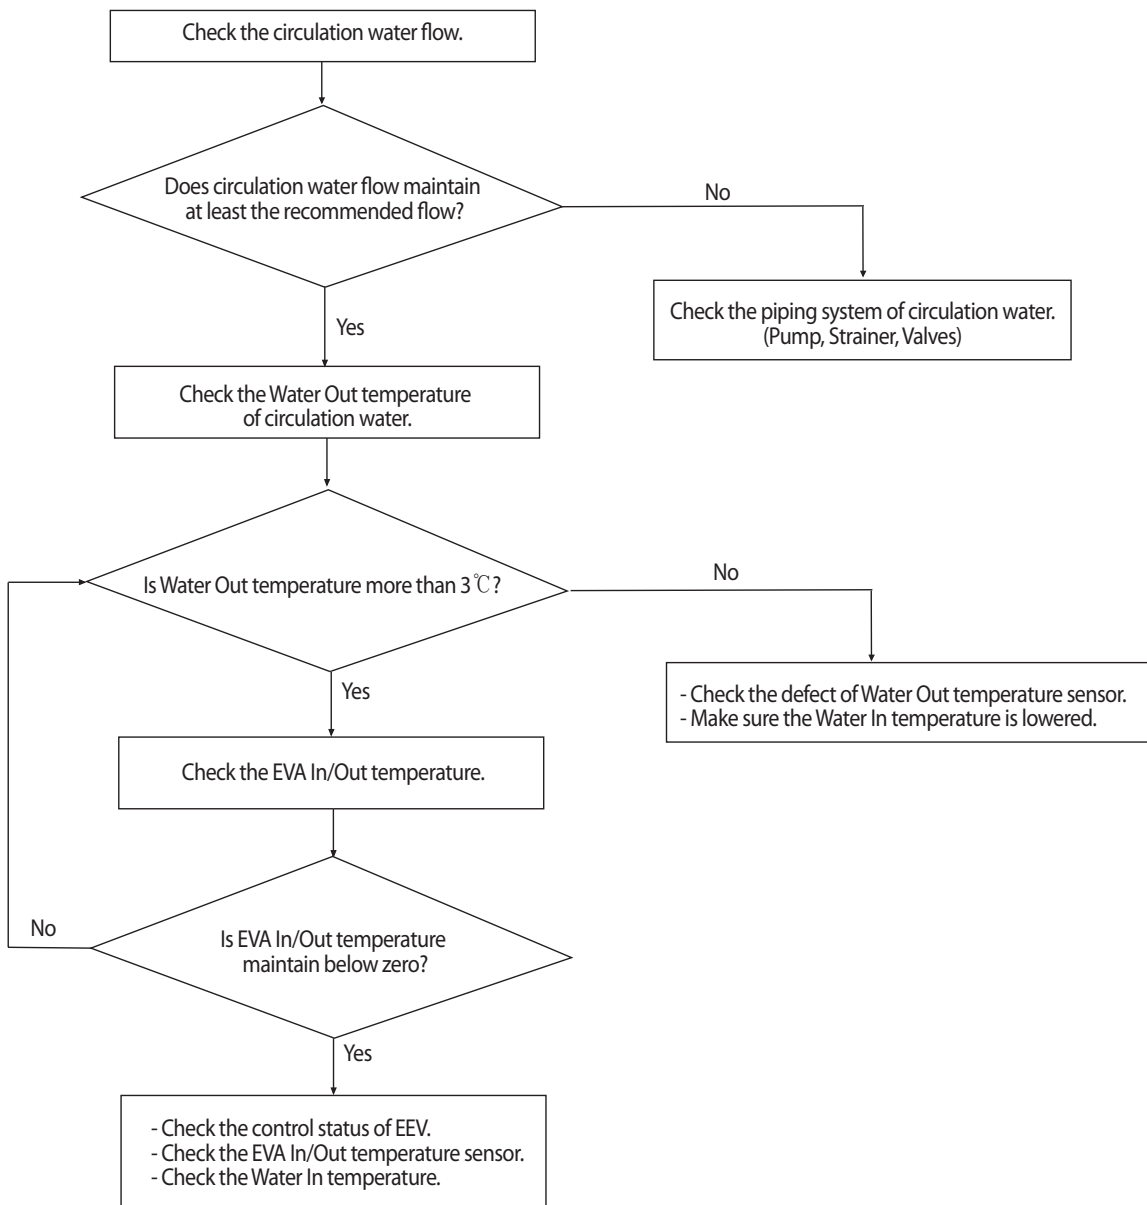 Check the circulation water flow.
Does circulation water flow maintain
at least the recommended flow?
No
Check the piping system of circulation water.
(Pump, Strainer, Valves)
Yes
Check the Water Out temperature
of circulation water.
Is Water Out temperature more than 3℃?
No
- Check the defect of Water Out temperature sensor.
- Make sure the Water In temperature is lowered.
Yes
Check the EVA In/Out temperature.
No
Is EVA In/Out temperature
maintain below zero?
Yes
- Check the control status of EEV.
- Check the EVA In/Out temperature sensor.
- Check the Water In temperature.